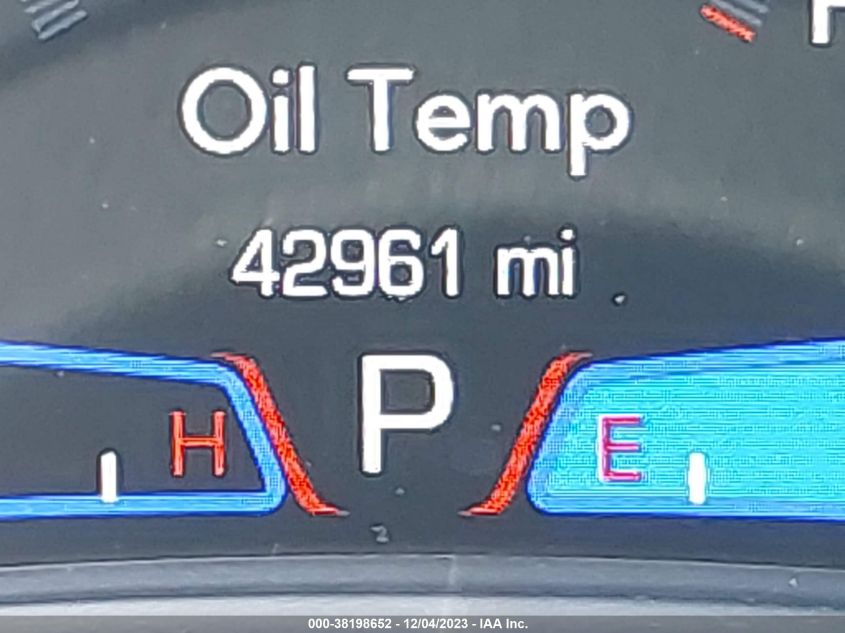 Oil Temp
42961 mi
P
H
E
000-38198652 - 12/04/2023 - IAA Inc.